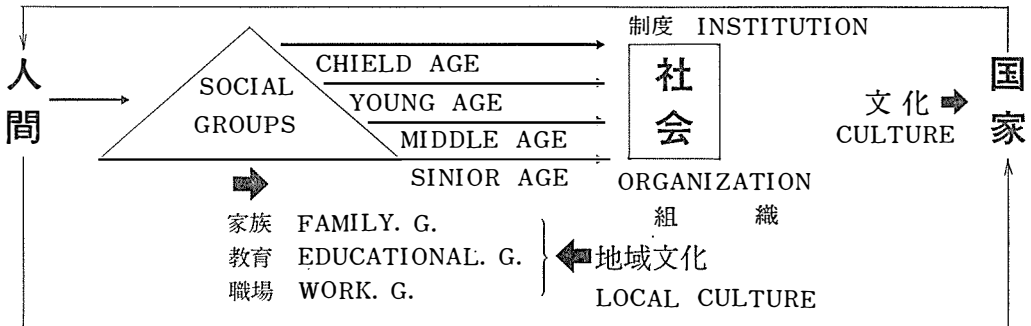 人間
SOCIAL GROUPS
制度 INSTITUTION
CHIELD AGE
YOUNG AGE
MIDDLE AGE
SINIOR AGE
社会
ORGANIZATION
組織
文化
CULTURE
国家
家族 FAMILY. G.
教育 EDUCATIONAL. G.
職場 WORK. G.
地域文化
LOCAL CULTURE